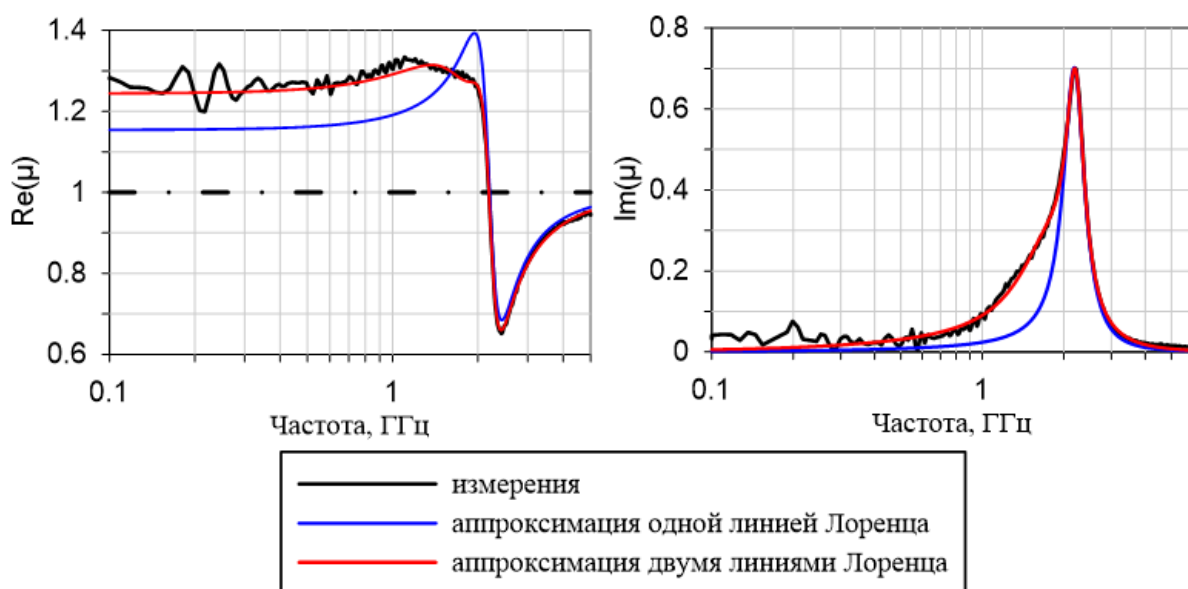 Re(μ)
1.4
1.2
1
0.8
0.6
0.1
1
Частота, ГГц
Im(μ)
0.8
0.6
0.4
0.2
0
0.1
1
Частота, ГГц
измерения
аппроксимация одной линией Лоренца
аппроксимация двумя линиями Лоренца